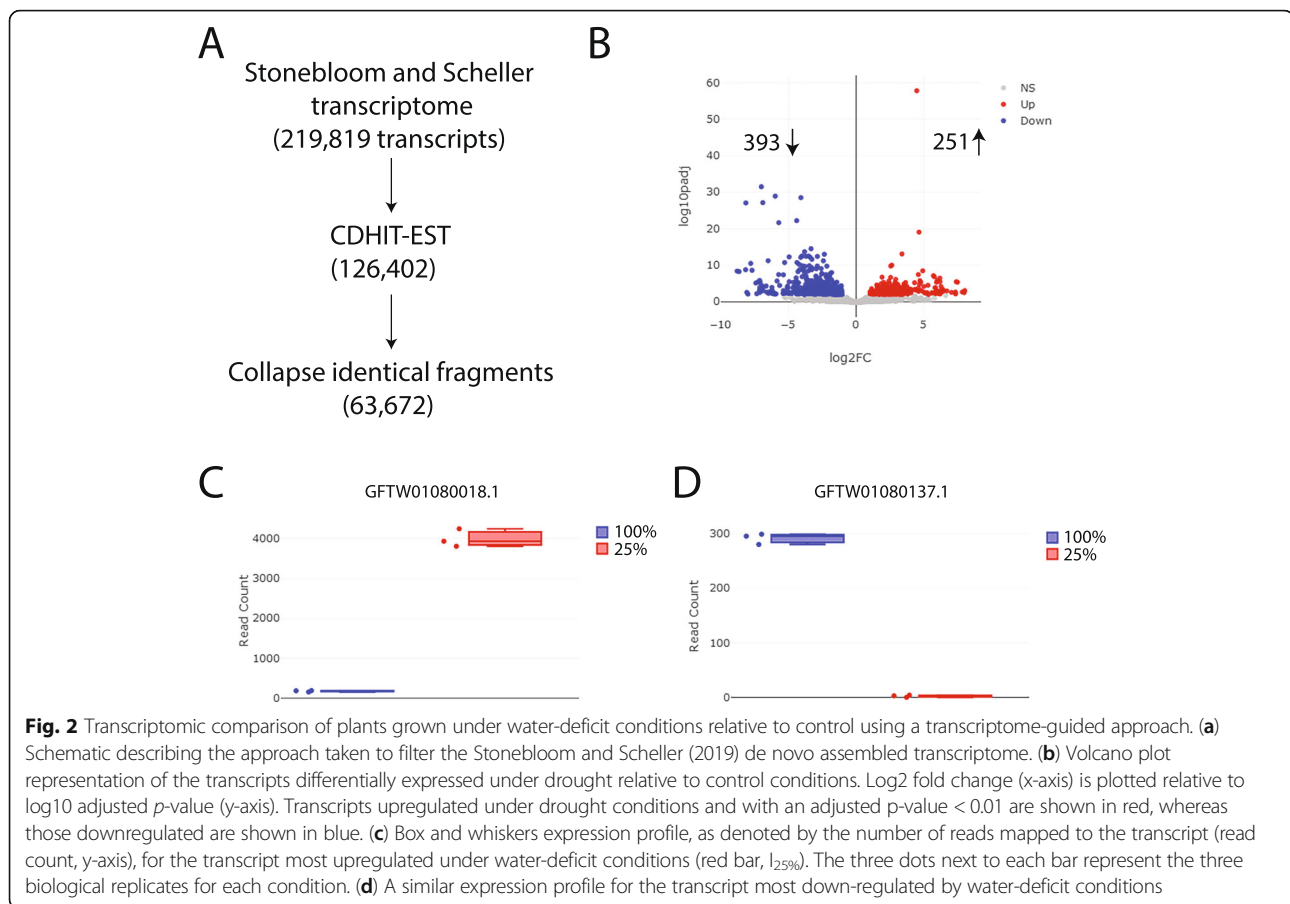 A
Stonebloom and Scheller
transcriptome
(219,819 transcripts)
CDHIT-EST
(126,402)
Collapse identical fragments
(63,672)
B
60
50
40
30
20
10
0
log10padj
393
251
NS
Up
Down
−10
−5
0
5
log2FC
C
GFTW01080018.1
4000
3000
2000
1000
0
Read Count
100%
25%
D
GFTW01080137.1
300
200
100
0
Read Count
100%
25%
Fig. 2 Transcriptomic comparison of plants grown under water-deficit conditions relative to control using a transcriptome-guided approach. (a)
Schematic describing the approach taken to filter the Stonebloom and Scheller (2019) de novo assembled transcriptome. (b) Volcano plot
representation of the transcripts differentially expressed under drought relative to control conditions. Log2 fold change (x-axis) is plotted relative to
log10 adjusted p-value (y-axis). Transcripts upregulated under drought conditions and with an adjusted p-value < 0.01 are shown in red, whereas
those downregulated are shown in blue. (c) Box and whiskers expression profile, as denoted by the number of reads mapped to the transcript (read
count, y-axis), for the transcript most upregulated under water-deficit conditions (red bar, I25%). The three dots next to each bar represent the three
biological replicates for each condition. (d) A similar expression profile for the transcript most down-regulated by water-deficit conditions